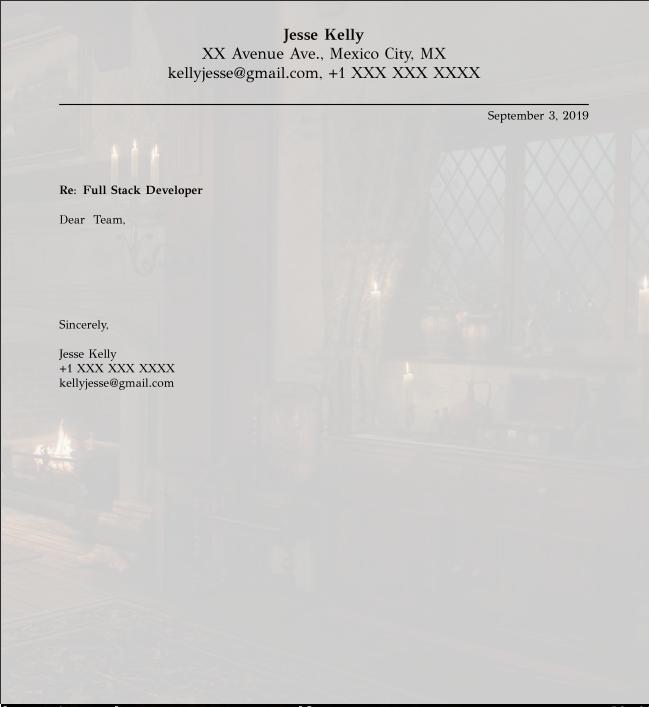 Jesse Kelly
XX Avenue Ave., Mexico City, MX
kellyjesse@gmail.com, +1 XXX XXX XXXX
September 3, 2019
Re: Full Stack Developer
Dear Team,
Sincerely,
Jesse Kelly
+1 XXX XXX XXXX
kellyjesse@gmail.com